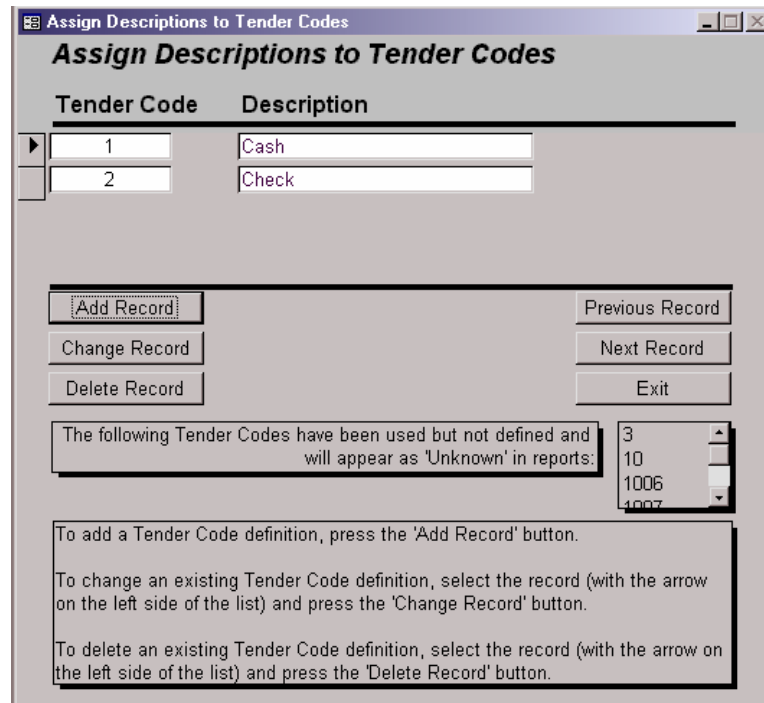 Assign Descriptions to Tender Codes
Assign Descriptions to Tender Codes
Tender Code Description
1 Cash
2 Check
Add Record Previous Record
Change Record Next Record
Delete Record Exit
The following Tender Codes have been used but not defined and
will appear as 'Unknown' in reports:
3
10
1006
1007
To add a Tender Code definition, press the 'Add Record' button.
To change an existing Tender Code definition, select the record (with the arrow
on the left side of the list) and press the 'Change Record' button.
To delete an existing Tender Code definition, select the record (with the arrow on
the left side of the list) and press the 'Delete Record' button.